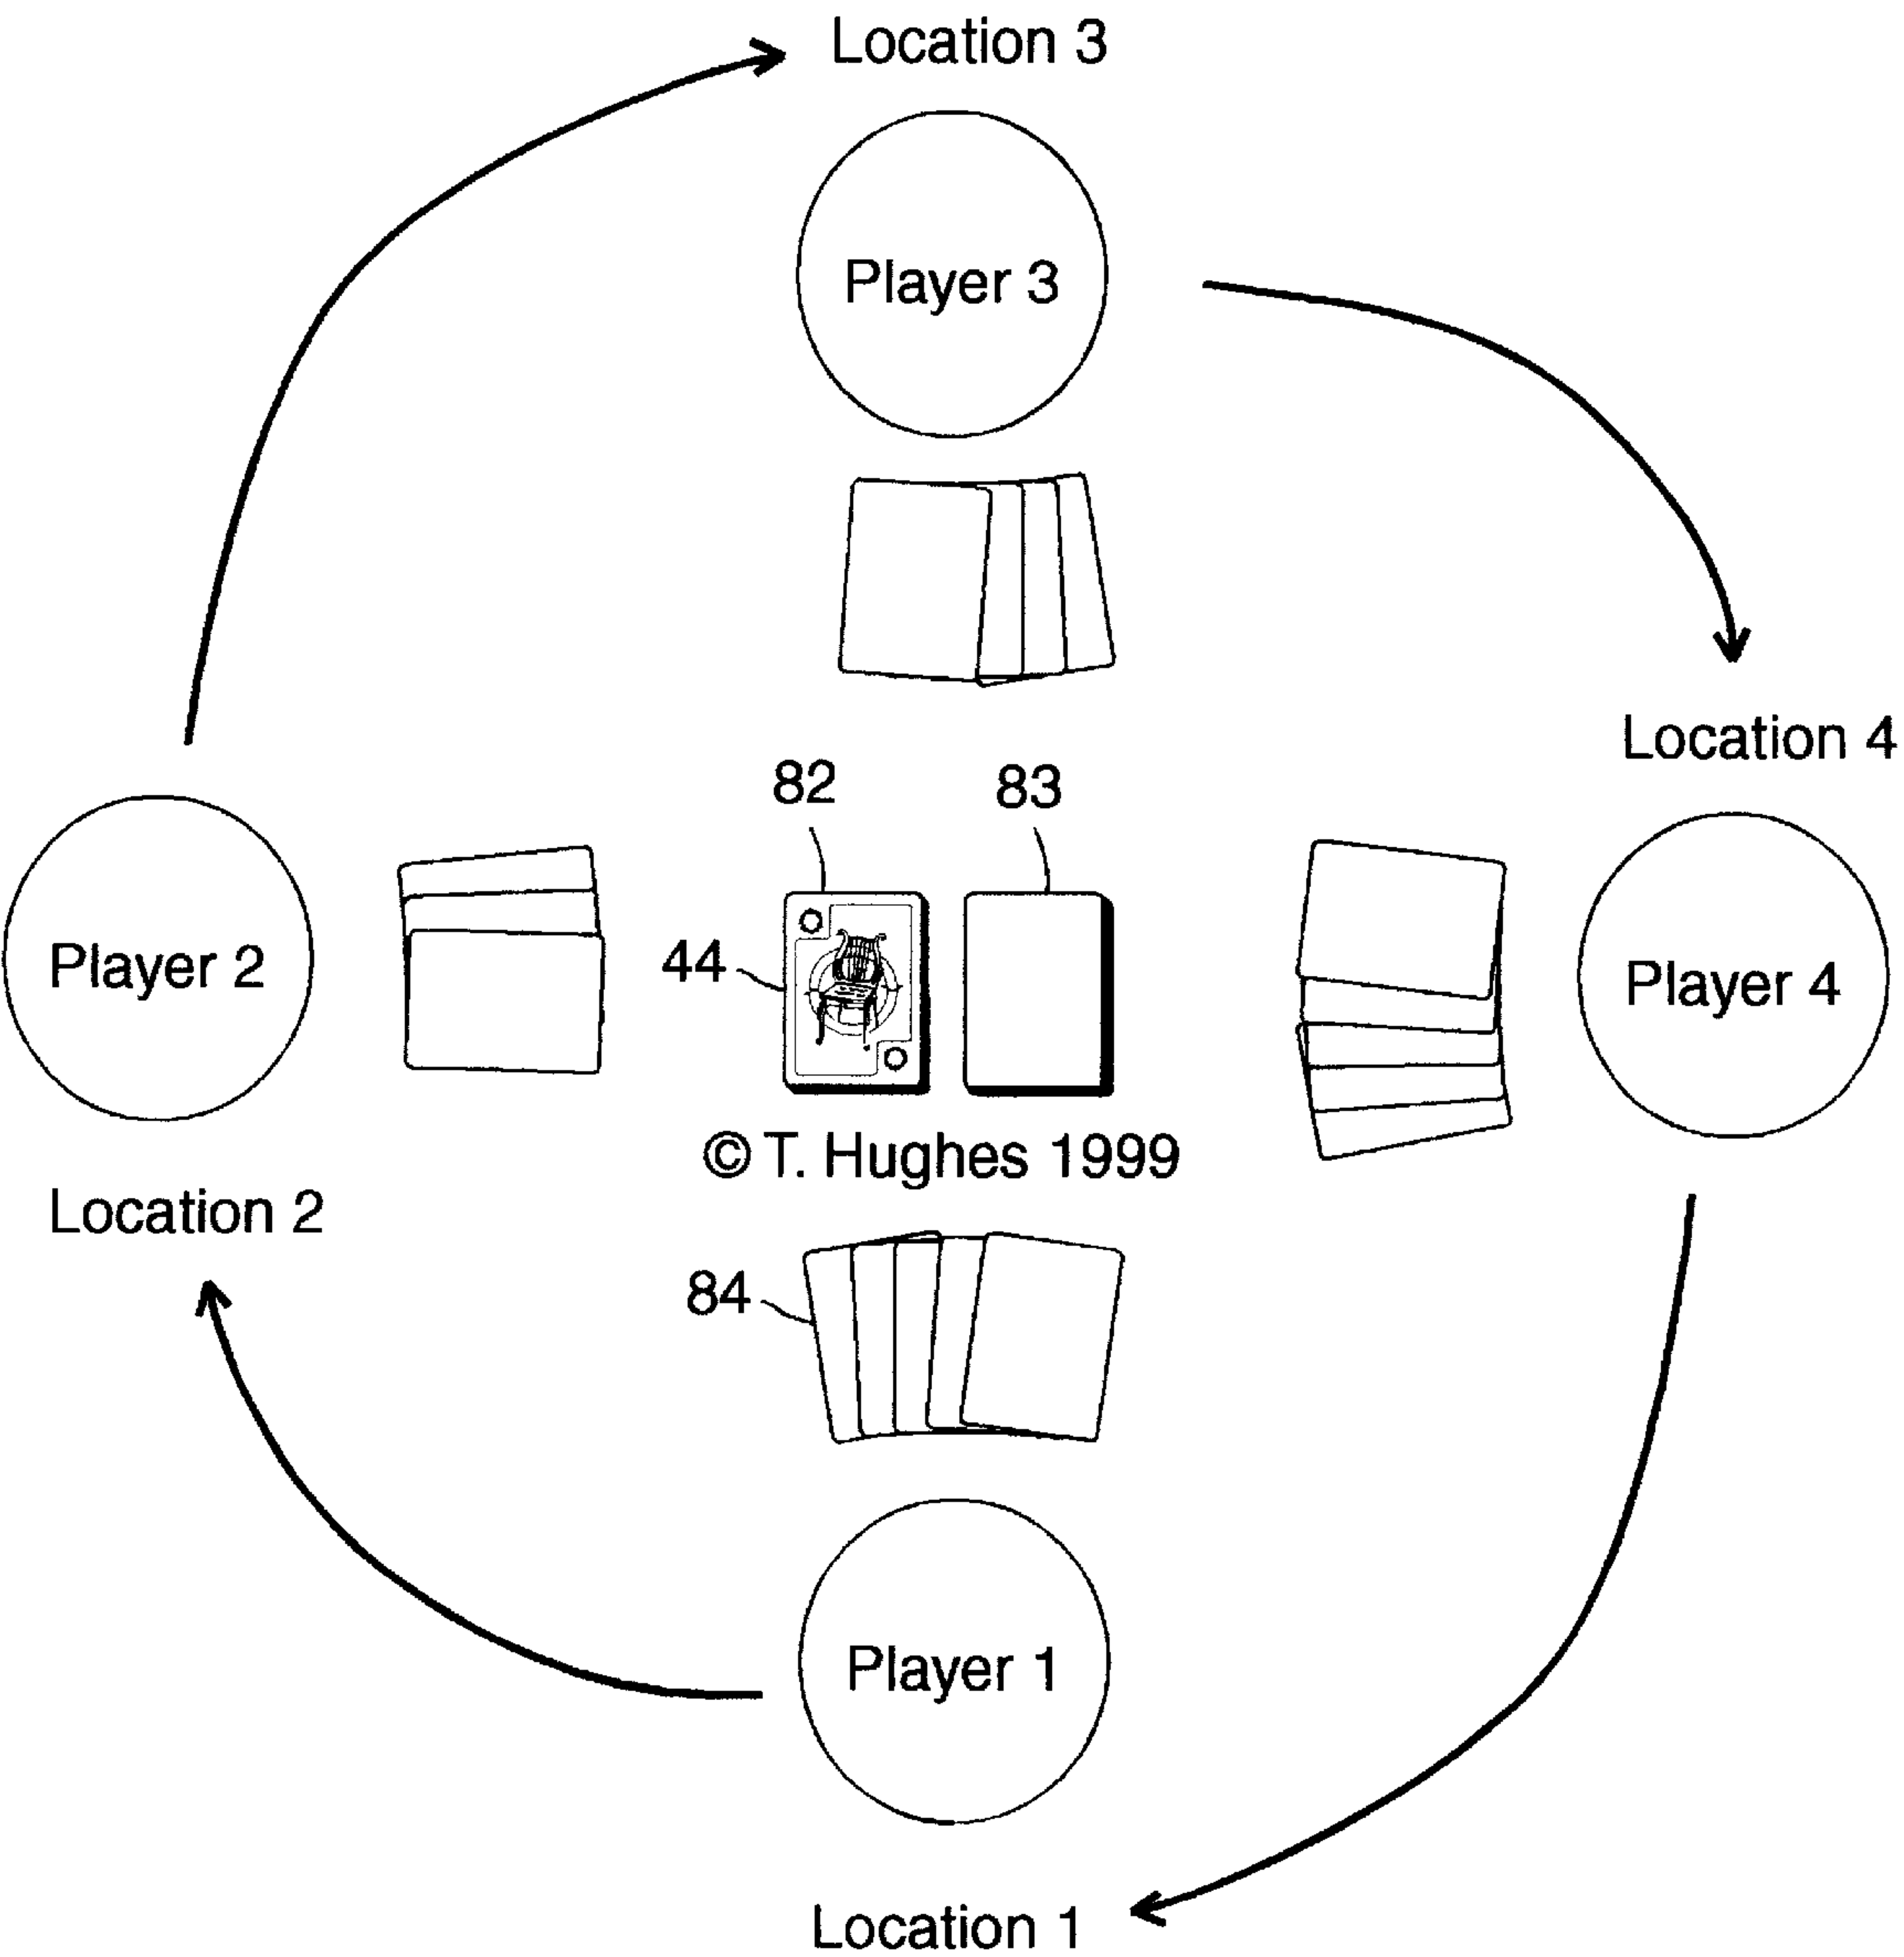 Location 3
Player 3
Location 4
82
83
Player 2
44
Player 4
© T. Hughes 1999
Location 2
84
Player 1
Location 1